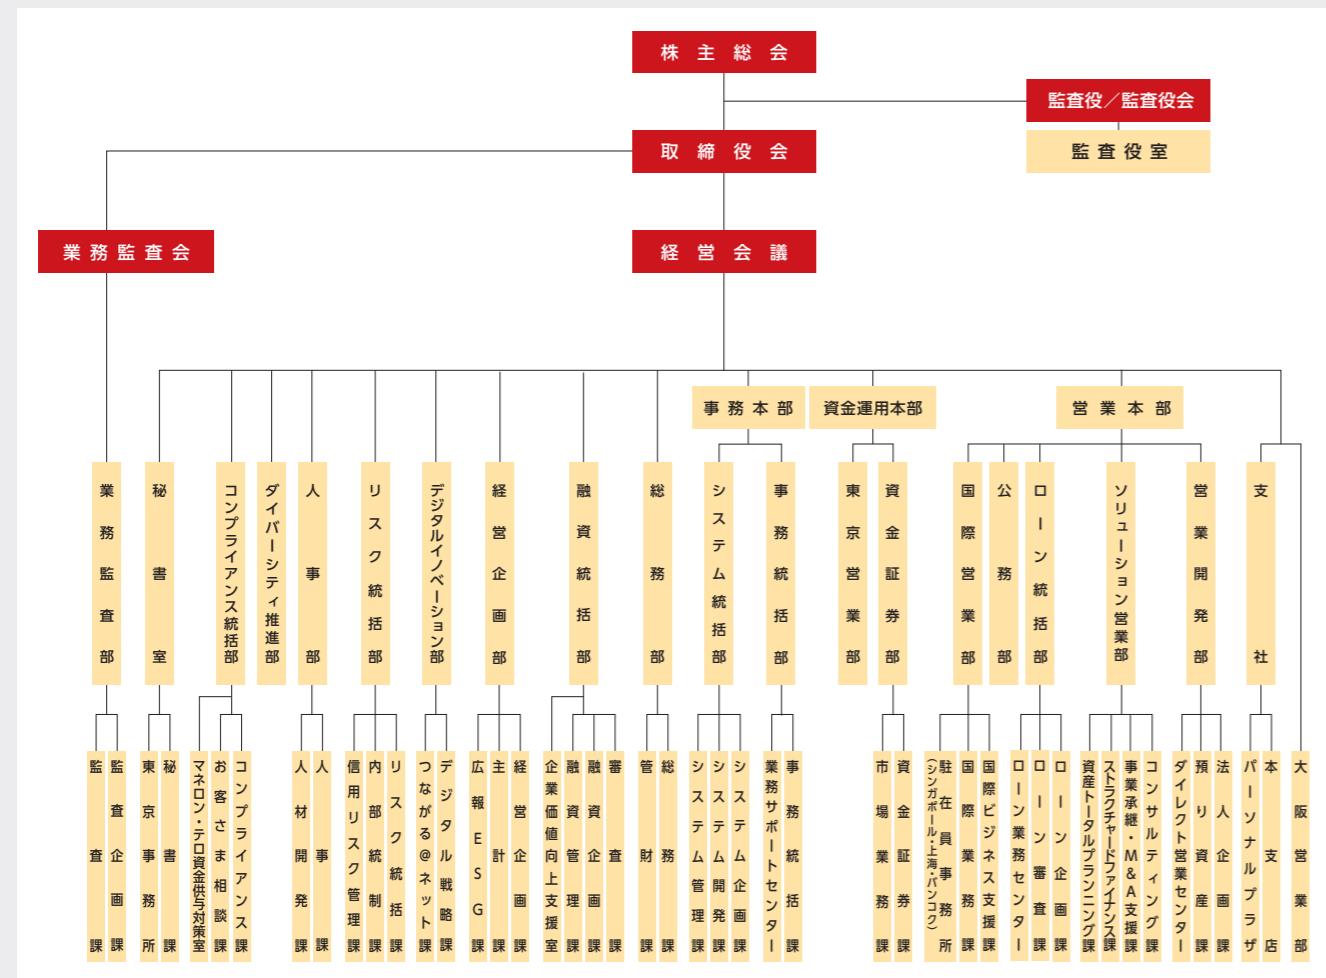 株主総会
監査役／監査役会
監査役室
取締役会
業務監査会
経営会議
事務本部
資金運用本部
営業本部
業務監査部
秘書室
コンプライアンス統括部
ダイバーシティ推進部
人事部
リスク統括部
デジタルイノベーション部
経営企画部
融資統括部
総務部
システム統括部
事務統括部
東京営業部
資金証券部
国際営業部
公務部
ローン統括部
ソリューション営業部
営業開発部
支社
監査課
監査企画課
東京事務所
秘書課
マネロン・テロ資金供与対策室
お客さま相談課
コンプライアンス課
人材開発課
人事課
信用リスク管理課
内部統制課
リスク統括課
つながる@ネット課
デジタル戦略課
広報ESG課
主計課
経営企画課
企業価値向上支援室
融資管理課
融資企画課
審査課
管財課
総務課
システム管理課
システム開発課
システム企画課
業務サポートセンター
事務統括課
市場業務課
資金証券課
駐在員事務所
（シンガポール・上海・バンコク）
国際業務課
国際ビジネス支援課
ローン業務センター
ローン審査課
ローン企画課
資産トータルプランニング課
ストラクチャードファイナンス課
事業承継・M&A支援課
コンサルティング課
ダイレクト営業センター
預り資産課
法人企画課
パーソナルプラザ
本支店
大阪営業部